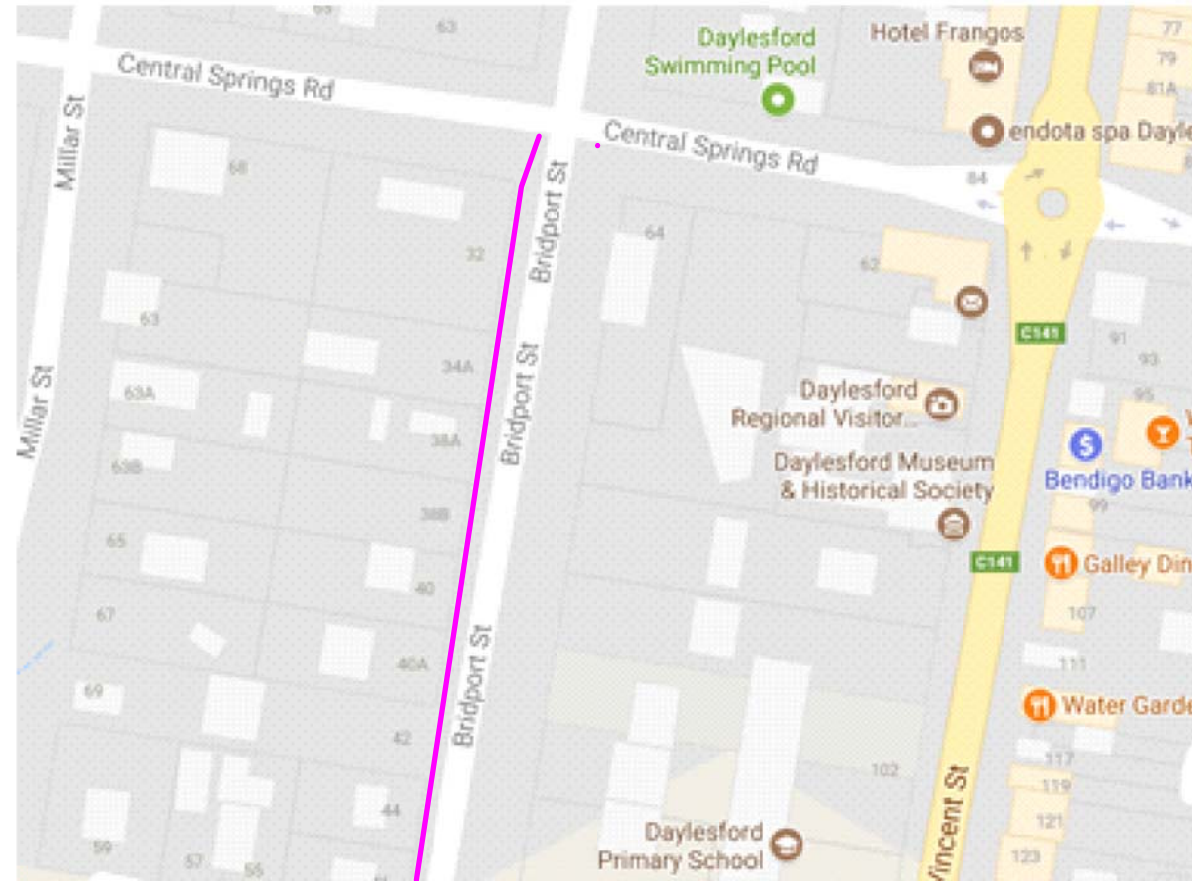 63
77
Daylesford
Swimming Pool
Hotel Frangos
79
81A
Central Springs Rd
endota spa Dayle
Central Springs Rd
Millar St
68
84
Bridport St
64
32
62
63
C141
91
93
34A
95
63A
Daylesford
Regional Visitor...
Bridport St
Millar St
38A
$
Bendigo Bank
63B
Daylesford Museum
& Historical Society
99
38B
65
C141
Galley Din
40
67
107
40A
111
69
Bridport St
Water Garde
42
117
102
119
44
Vincent St
121
Daylesford
Primary School
59
57
55
123